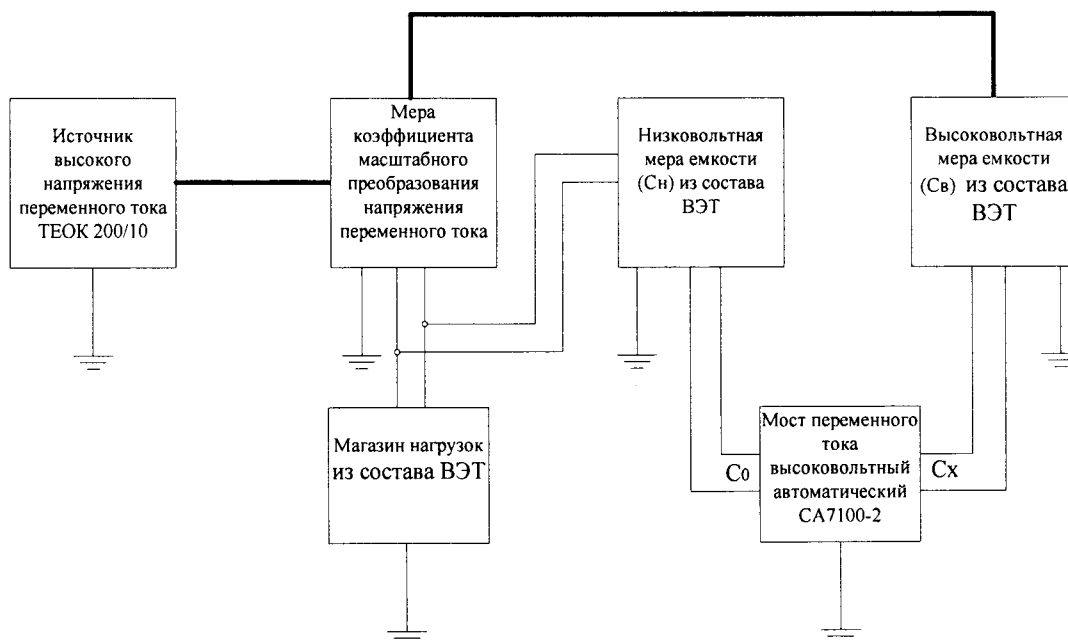 Источник
высокого
напряжения
переменного тока
ТЕОК 200/10
Мера
коэффициента
масштабного
преобразования
напряжения
переменного тока
Низковольтная
мера емкости
(Сн) из состава
ВЭТ
Высоковольтная
мера емкости
(Св) из состава
ВЭТ
Магазин нагрузок
из состава ВЭТ
С0
Мост переменного
тока
высоковольтный
автоматический
СА7100-2
Сх